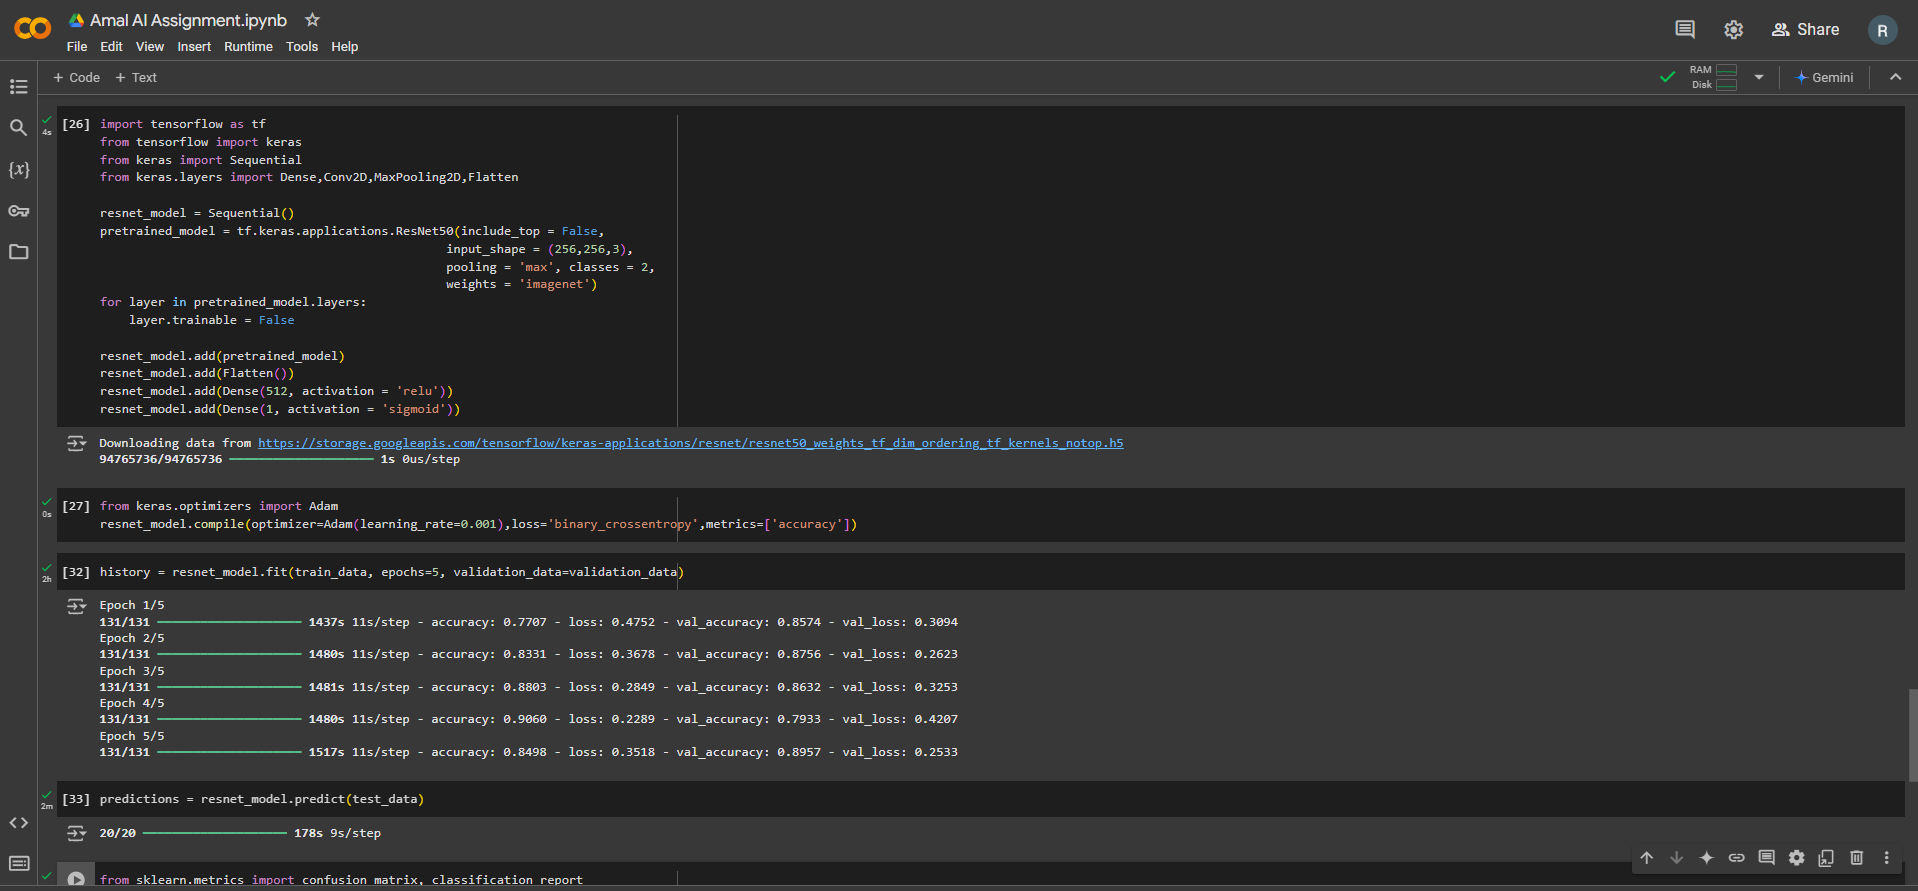 Amal AI Assignment.ipynb
File Edit View Insert Runtime Tools Help
Share
R
+ Code + Text
RAM
Disk
Gemini
4s
[26] import tensorflow as tf
from tensorflow import keras
from keras import Sequential
from keras.layers import Dense,Conv2D,MaxPooling2D,Flatten
resnet_model = Sequential()
pretrained_model = tf.keras.applications.ResNet50(include_top = False,
input_shape = (256,256,3),
pooling = 'max', classes = 2,
weights = 'imagenet')
for layer in pretrained_model.layers:
layer.trainable = False
resnet_model.add(pretrained_model)
resnet_model.add(Flatten())
resnet_model.add(Dense(512, activation = 'relu'))
resnet_model.add(Dense(1, activation = 'sigmoid'))
Downloading data from https://storage.googleapis.com/tensorflow/keras-applications/resnet/resnet50_weights_tf_dim_ordering_tf_kernels_notop.h5
94765736/94765736 1s 0us/step
0s
[27] from keras.optimizers import Adam
resnet_model.compile(optimizer=Adam(learning_rate=0.001),loss='binary_crossentropy',metrics=['accuracy'])
2h
[32] history = resnet_model.fit(train_data, epochs=5, validation_data=validation_data)
Epoch 1/5
131/131 1437s 11s/step - accuracy: 0.7707 - loss: 0.4752 - val_accuracy: 0.8574 - val_loss: 0.3094
Epoch 2/5
131/131 1480s 11s/step - accuracy: 0.8331 - loss: 0.3678 - val_accuracy: 0.8756 - val_loss: 0.2623
Epoch 3/5
131/131 1481s 11s/step - accuracy: 0.8803 - loss: 0.2849 - val_accuracy: 0.8632 - val_loss: 0.3253
Epoch 4/5
131/131 1480s 11s/step - accuracy: 0.9060 - loss: 0.2289 - val_accuracy: 0.7933 - val_loss: 0.4207
Epoch 5/5
131/131 1517s 11s/step - accuracy: 0.8498 - loss: 0.3518 - val_accuracy: 0.8957 - val_loss: 0.2533
2m
[33] predictions = resnet_model.predict(test_data)
20/20 178s 9s/step
from sklearn.metrics import confusion_matrix, classification_report